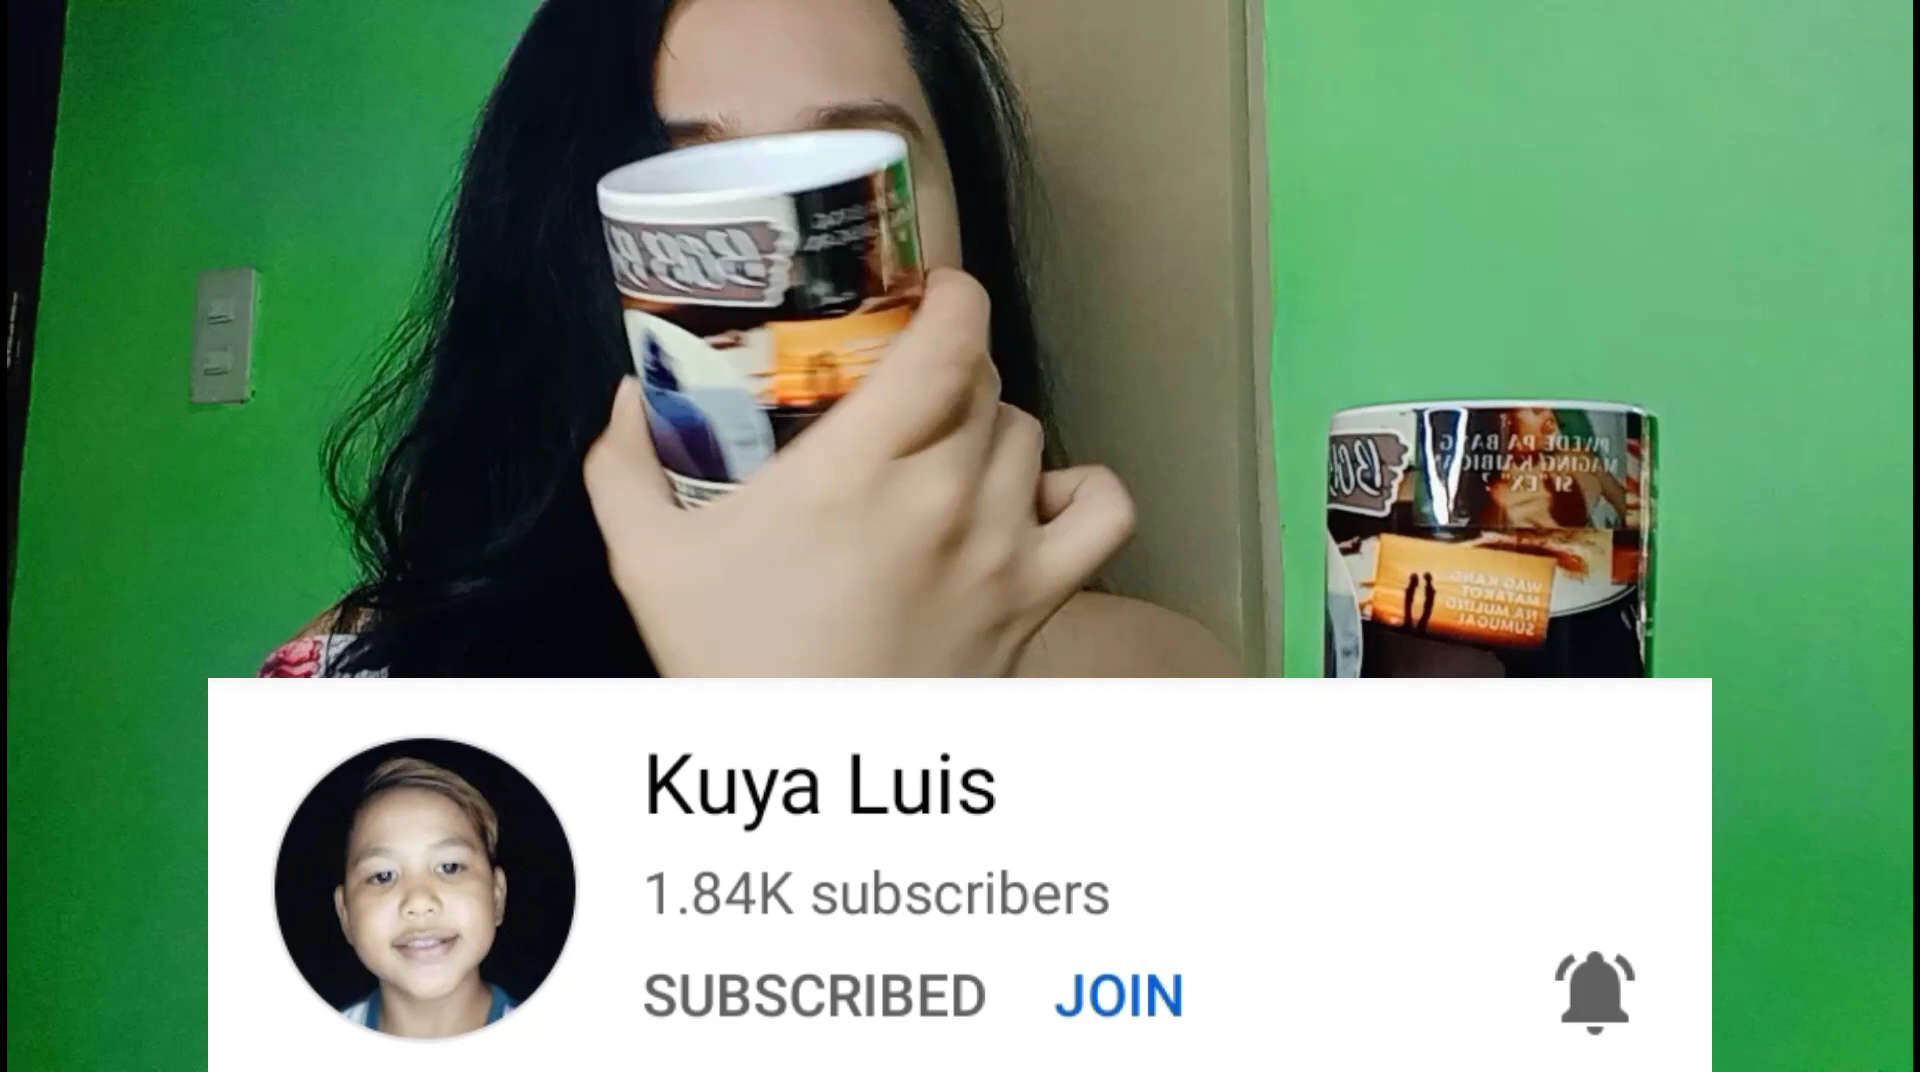 PWEDE PA BANG
MAGING KAIBIGAN
SI "EX" ?
WAG KANG
MATAKOT
NA MULING
SUMUGAL
Kuya Luis
1.84K subscribers
SUBSCRIBED JOIN